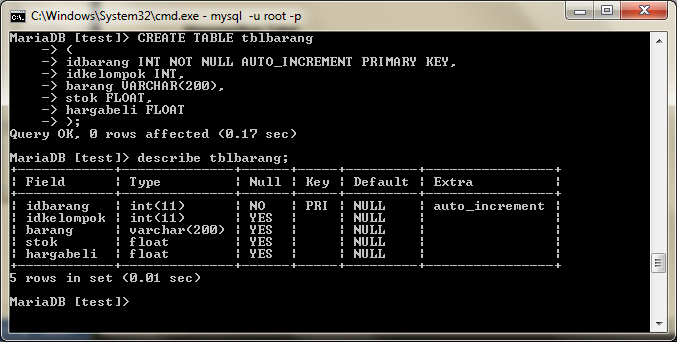 C:\Windows\System32\cmd.exe - mysql -u root -p
MariaDB [test]> CREATE TABLE tblbarang
    -> (
    -> idbarang INT NOT NULL AUTO_INCREMENT PRIMARY KEY,
    -> idkelompok INT,
    -> barang VARCHAR(200),
    -> stok FLOAT,
    -> hargabeli FLOAT
    -> );
Query OK, 0 rows affected (0.17 sec)
MariaDB [test]> describe tblbarang;
+------------+--------------+------+-----+---------+----------------+
| Field      | Type         | Null | Key | Default | Extra          |
+------------+--------------+------+-----+---------+----------------+
| idbarang   | int(11)      | NO   | PRI | NULL    | auto_increment |
| idkelompok | int(11)      | YES  |     | NULL    |                |
| barang     | varchar(200) | YES  |     | NULL    |                |
| stok       | float        | YES  |     | NULL    |                |
| hargabeli  | float        | YES  |     | NULL    |                |
+------------+--------------+------+-----+---------+----------------+
5 rows in set (0.01 sec)
MariaDB [test]>